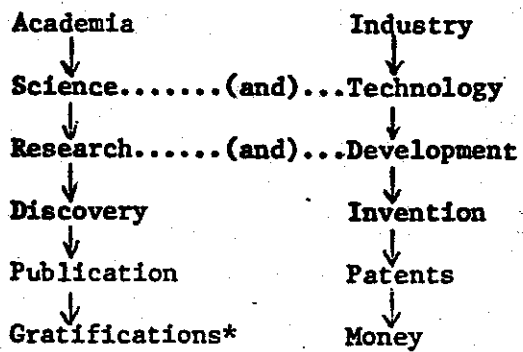 Academia Industry
Science.......(and)...Technology
Research......(and)...Development
Discovery Invention
Publication Patents
Gratifications* Money